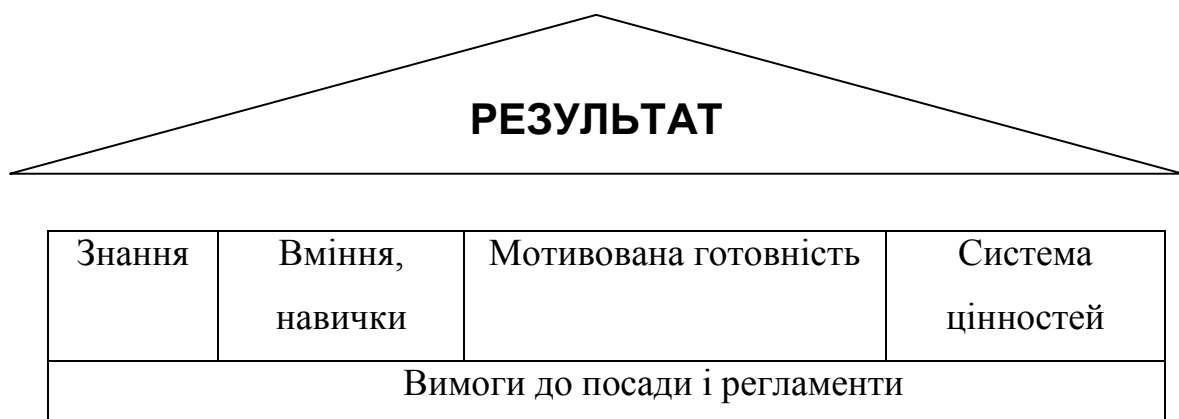 РЕЗУЛЬТАТ
Знання
Вміння,
навички
Мотивована готовність
Система
цінностей
Вимоги до посади і регламенти